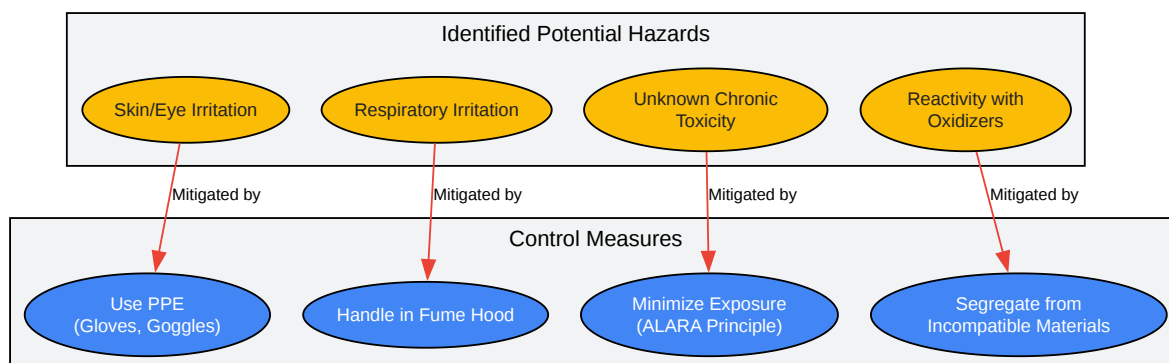 Identified Potential Hazards
Skin/Eye Irritation
Respiratory Irritation
Unknown Chronic
Toxicity
Reactivity with
Oxidizers
Mitigated by
Mitigated by
Mitigated by
Mitigated by
Control Measures
Use PPE
(Gloves, Goggles)
Handle in Fume Hood
Minimize Exposure
(ALARA Principle)
Segregate from
Incompatible Materials